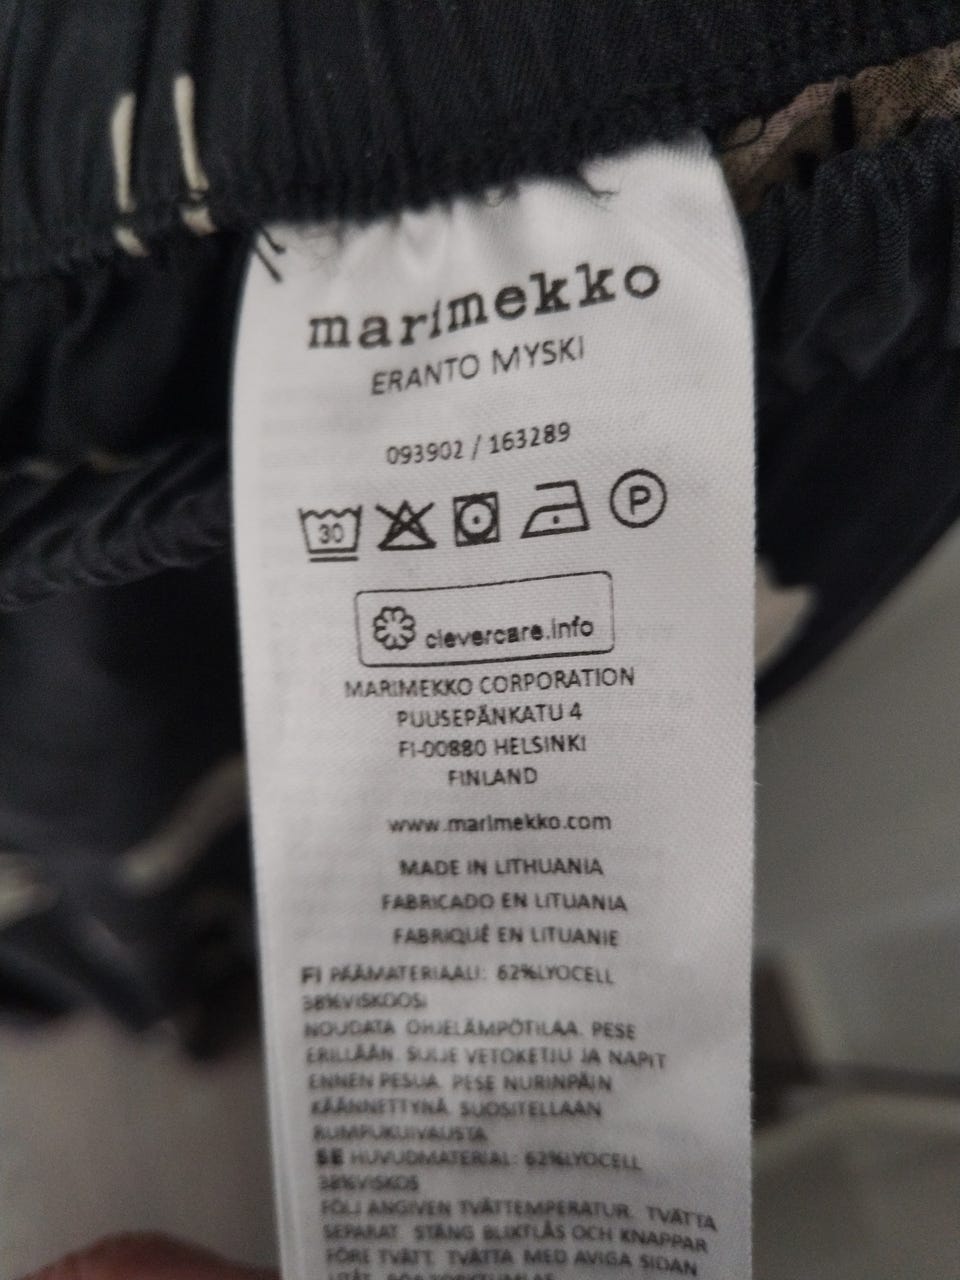 marimekko
ERANTO MYSKI
093902 / 163289
30
P
clevercare.info
MARIMEKKO CORPORATION
PUUSEPÄNKATU 4
FI-00880 HELSINKI
FINLAND
www.marimekko.com
MADE IN LITHUANIA
FABRICADO EN LITUANIA
FABRIQUÉ EN LITUANIE
FI PÄÄMATERIAALI: 62%LYOCELL
38%VISKOOSI
NOUDATA OHJELÄMPÖTILAA. PESE
ERILLÄÄN. SULJE VETOKETJU JA NAPIT
ENNEN PESUA. PESE NURINPÄIN
KÄÄNNETTYNÄ. SUOSITELLAAN
RUMPUKUIVAUSTA
SE HUVUDMATERIAL: 62%LYOCELL
38%VISKOS
FÖLJ ANGIVEN TVÄTTEMPERATUR. TVÄTTA
SEPARAT. STÄNG BLIXTLÅS OCH KNAPPAR
FÖRE TVÄTT. TVÄTTA MED AVIGA SIDAN